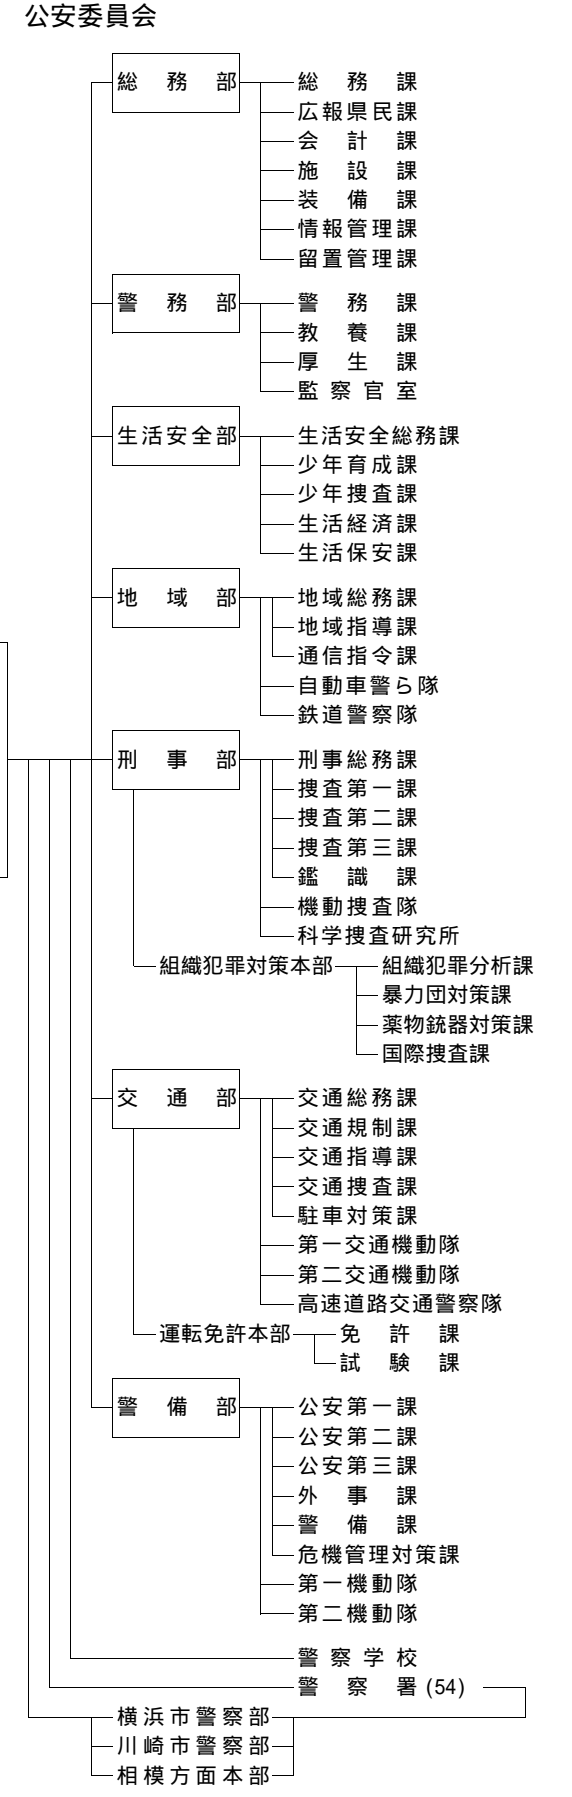 公安委員会
総務部 総務課
広報県民課
会計課
施設課
装備課
情報管理課
留置管理課
警務部 警務課
教養課
厚生課
監察官室
生活安全部 生活安全総務課
少年育成課
少年捜査課
生活経済課
生活保安課
地域部 地域総務課
地域指導課
通信指令課
自動車警ら隊
鉄道警察隊
刑事部 刑事総務課
捜査第一課
捜査第二課
捜査第三課
鑑識課
機動捜査隊
科学捜査研究所
組織犯罪対策本部 組織犯罪分析課
暴力団対策課
薬物銃器対策課
国際捜査課
交通部 交通総務課
交通規制課
交通指導課
交通捜査課
駐車対策課
第一交通機動隊
第二交通機動隊
高速道路交通警察隊
運転免許本部 免許課
試験課
警備部 公安第一課
公安第二課
公安第三課
外事課
警備課
危機管理対策課
第一機動隊
第二機動隊
警察学校
警察署(54)
横浜市警察部
川崎市警察部
相模方面本部